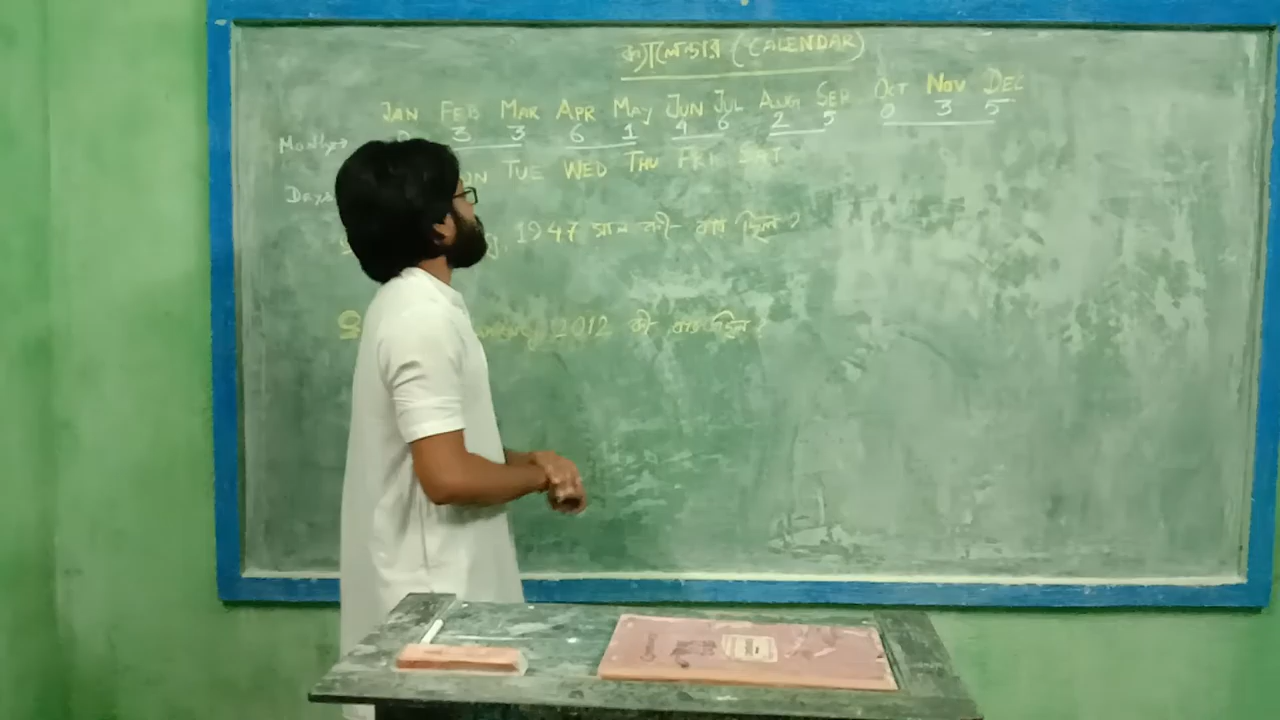 ক্যালেন্ডার (CALENDAR)
JAN FEB MAR APR MAY JUN JUL AUG SEP OCT NOV DEC
Months→ 0 3 3 6 1 4 6 2 5 0 3 5
Days TUE WED THU FRI SAT
1947 সালে কী বার ছিল?
2012 কী বার ছিল?